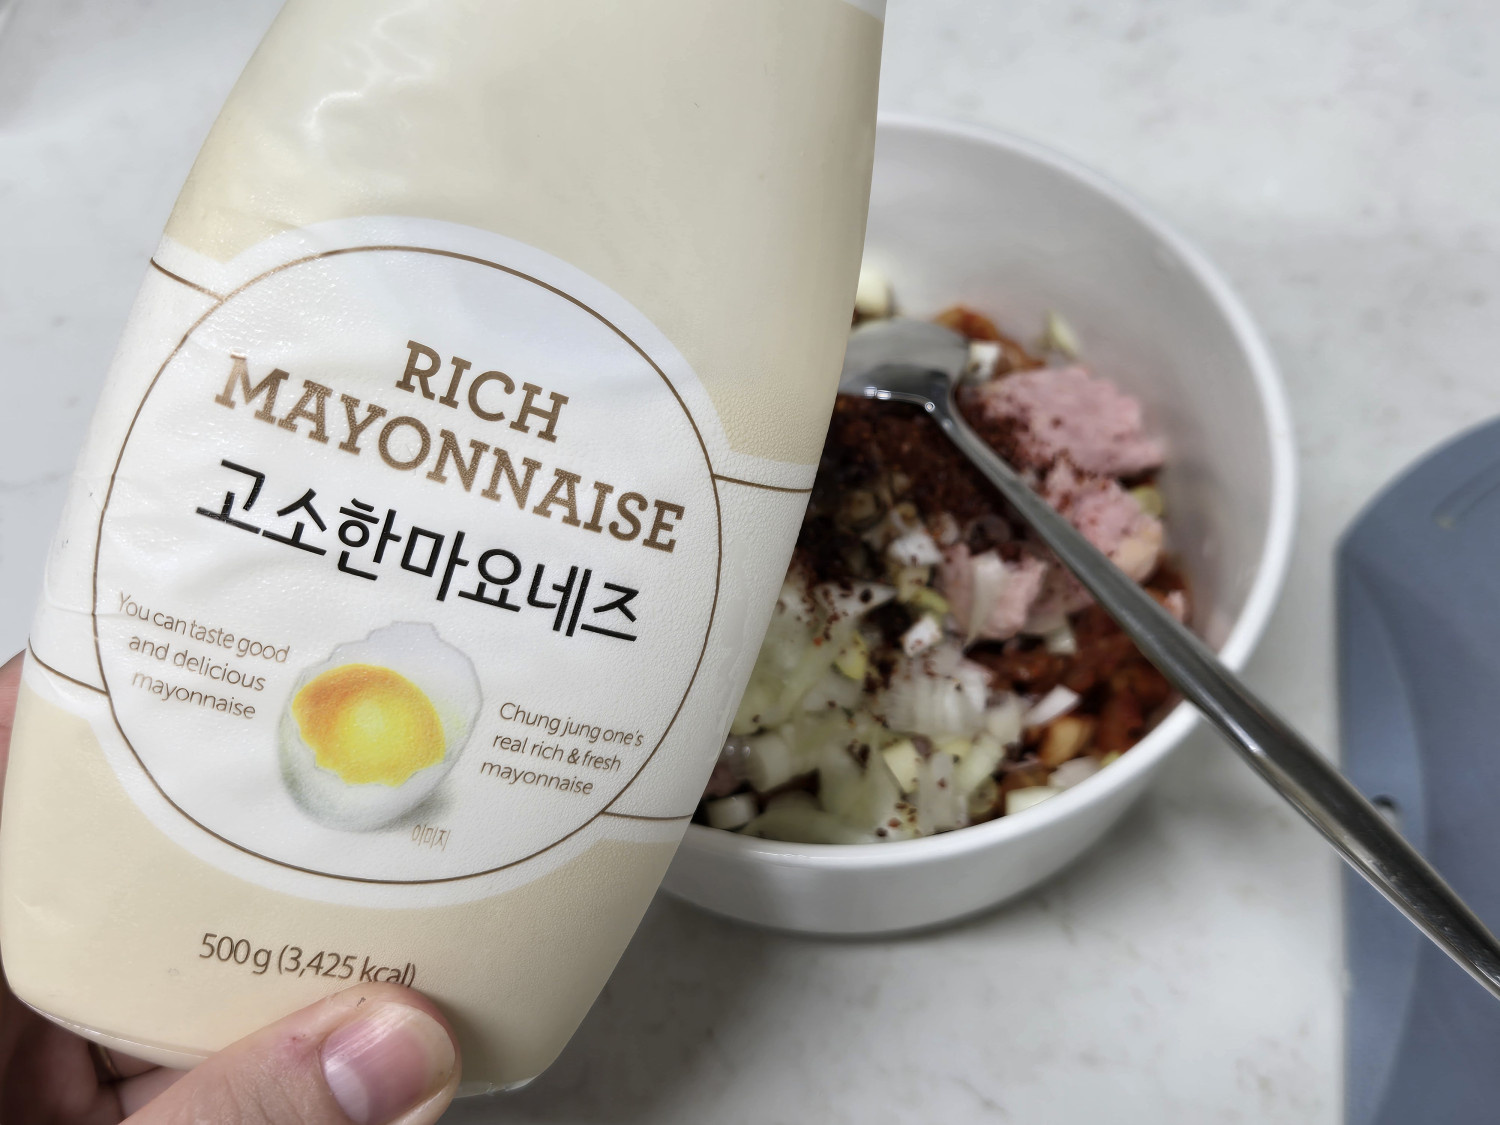 RICH
MAYONNAISE
고소한마요네즈
You can taste good
and delicious
mayonnaise
Chung jung one's
real rich & fresh
mayonnaise
이미지
500 g (3,425 kcal)